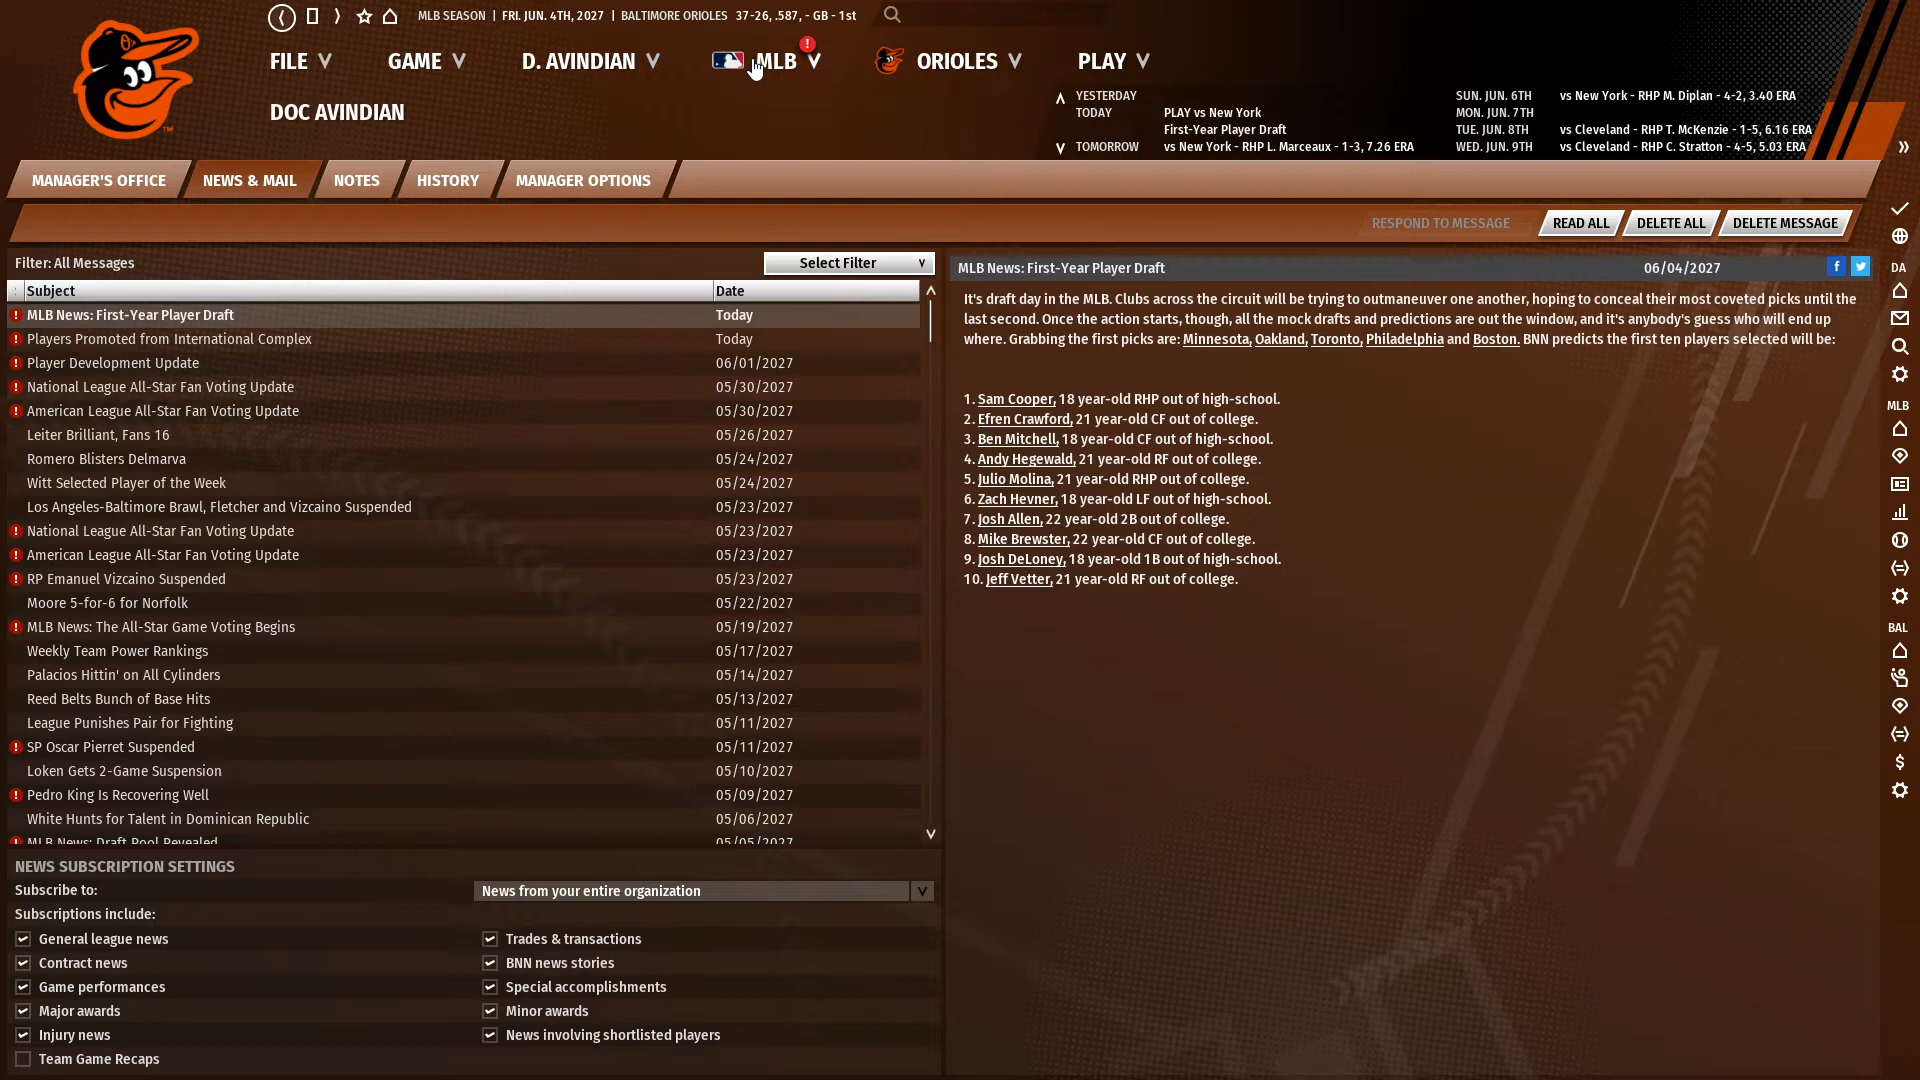 MLB SEASON | FRI. JUN. 4TH, 2027 | BALTIMORE ORIOLES 37-26, .587, - GB - 1st
FILE GAME D. AVINDIAN MLB ! ORIOLES PLAY
DOC AVINDIAN
YESTERDAY
TODAY PLAY vs New York
First-Year Player Draft
TOMORROW vs New York - RHP L. Marceaux - 1-3, 7.26 ERA
SUN. JUN. 6TH vs New York - RHP M. Diplan - 4-2, 3.40 ERA
MON. JUN. 7TH
TUE. JUN. 8TH vs Cleveland - RHP T. McKenzie - 1-5, 6.16 ERA
WED. JUN. 9TH vs Cleveland - RHP C. Stratton - 4-5, 5.03 ERA
MANAGER'S OFFICE NEWS & MAIL NOTES HISTORY MANAGER OPTIONS
RESPOND TO MESSAGE READ ALL DELETE ALL DELETE MESSAGE
Filter: All Messages Select Filter
Subject Date
MLB News: First-Year Player Draft Today
Players Promoted from International Complex Today
Player Development Update 06/01/2027
National League All-Star Fan Voting Update 05/30/2027
American League All-Star Fan Voting Update 05/30/2027
Leiter Brilliant, Fans 16 05/26/2027
Romero Blisters Delmarva 05/24/2027
Witt Selected Player of the Week 05/24/2027
Los Angeles-Baltimore Brawl, Fletcher and Vizcaino Suspended 05/23/2027
National League All-Star Fan Voting Update 05/23/2027
American League All-Star Fan Voting Update 05/23/2027
RP Emanuel Vizcaino Suspended 05/23/2027
Moore 5-for-6 for Norfolk 05/22/2027
MLB News: The All-Star Game Voting Begins 05/19/2027
Weekly Team Power Rankings 05/17/2027
Palacios Hittin' on All Cylinders 05/14/2027
Reed Belts Bunch of Base Hits 05/13/2027
League Punishes Pair for Fighting 05/11/2027
SP Oscar Pierret Suspended 05/11/2027
Loken Gets 2-Game Suspension 05/10/2027
Pedro King Is Recovering Well 05/09/2027
White Hunts for Talent in Dominican Republic 05/06/2027
MLB News: Draft Pool Revealed 05/05/2027
NEWS SUBSCRIPTION SETTINGS
Subscribe to: News from your entire organization
Subscriptions include:
General league news Trades & transactions
Contract news BNN news stories
Game performances Special accomplishments
Major awards Minor awards
Injury news News involving shortlisted players
Team Game Recaps
MLB News: First-Year Player Draft 06/04/2027
It's draft day in the MLB. Clubs across the circuit will be trying to outmaneuver one another, hoping to conceal their most coveted picks until the
last second. Once the action starts, though, all the mock drafts and predictions are out the window, and it's anybody's guess who will end up
where. Grabbing the first picks are: Minnesota, Oakland, Toronto, Philadelphia and Boston. BNN predicts the first ten players selected will be:
1. Sam Cooper, 18 year-old RHP out of high-school.
2. Efren Crawford, 21 year-old CF out of college.
3. Ben Mitchell, 18 year-old CF out of high-school.
4. Andy Hegewald, 21 year-old RF out of college.
5. Julio Molina, 21 year-old RHP out of college.
6. Zach Hevner, 18 year-old LF out of high-school.
7. Josh Allen, 22 year-old 2B out of college.
8. Mike Brewster, 22 year-old CF out of college.
9. Josh DeLoney, 18 year-old 1B out of high-school.
10. Jeff Vetter, 21 year-old RF out of college.
DA
MLB
BAL